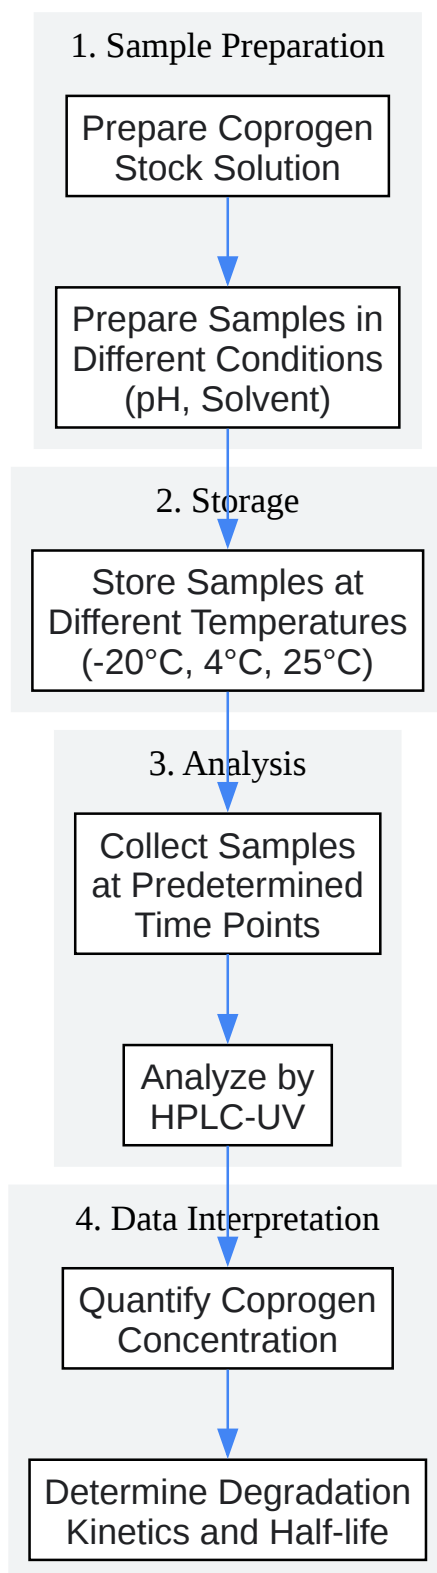 1. Sample Preparation
Prepare Coprogen
Stock Solution
Prepare Samples in
Different Conditions
(pH, Solvent)
2. Storage
Store Samples at
Different Temperatures
(-20°C, 4°C, 25°C)
3. Analysis
Collect Samples
at Predetermined
Time Points
Analyze by
HPLC-UV
4. Data Interpretation
Quantify Coprogen
Concentration
Determine Degradation
Kinetics and Half-life